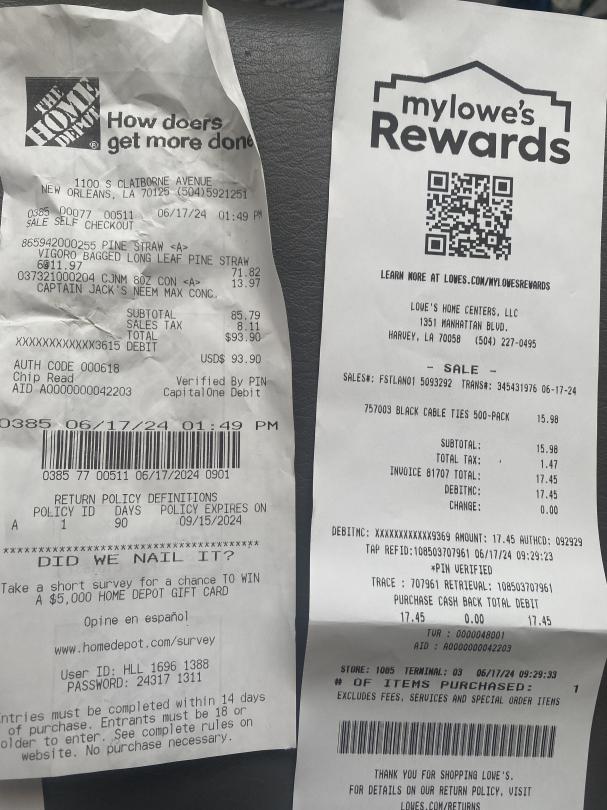 THE HOME DEPOT
How doers
get more done
1100 S CLAIBORNE AVENUE
NEW ORLEANS, LA 70125 (504)5921251
0385 00077 00511 06/17/24 01:49 PM
SALE SELF CHECKOUT
865942000255 PINE STRAW <A>
VIGORO BAGGED LONG LEAF PINE STRAW
6@11.97 71.82
037321000204 CJNM 8OZ CON <A> 13.97
CAPTAIN JACK'S NEEM MAX CONC.
SUBTOTAL 85.79
SALES TAX 8.11
TOTAL $93.90
XXXXXXXXXXXX3615 DEBIT
USD$ 93.90
AUTH CODE 000618
Chip Read Verified By PIN
AID A0000000042203 CapitalOne Debit
0385 06/17/24 01:49 PM
0385 77 00511 06/17/2024 0901
RETURN POLICY DEFINITIONS
POLICY ID DAYS POLICY EXPIRES ON
A 1 90 09/15/2024
DID WE NAIL IT?
Take a short survey for a chance TO WIN
A $5,000 HOME DEPOT GIFT CARD
Opine en español
www.homedepot.com/survey
User ID: HLL 1696 1388
PASSWORD: 24317 1311
ntries must be completed within 14 days
of purchase. Entrants must be 18 or
older to enter. See complete rules on
website. No purchase necessary.
mylowe's
Rewards
LEARN MORE AT LOWES.COM/MYLOWESREWARDS
LOWE'S HOME CENTERS, LLC
1351 MANHATTAN BLVD.
HARVEY, LA 70058 (504) 227-0495
- SALE -
SALES#: FSTLAN01 5093292 TRANS#: 345431976 06-17-24
757003 BLACK CABLE TIES 500-PACK 15.98
SUBTOTAL: 15.98
TOTAL TAX: 1.47
INVOICE 81707 TOTAL: 17.45
DEBITMC: 17.45
CHANGE: 0.00
DEBITMC: XXXXXXXXXXXX9369 AMOUNT: 17.45 AUTHCD: 092929
TAP REFID:108503707961 06/17/24 09:29:23
*PIN VERIFIED
TRACE : 707961 RETRIEVAL: 108503707961
PURCHASE CASH BACK TOTAL DEBIT
17.45 0.00 17.45
TVR : 0000048001
AID : A0000000042203
STORE: 1005 TERMINAL: 03 06/17/24 09:29:33
# OF ITEMS PURCHASED: 1
EXCLUDES FEES, SERVICES AND SPECIAL ORDER ITEMS
THANK YOU FOR SHOPPING LOWE'S.
FOR DETAILS ON OUR RETURN POLICY, VISIT
LOWES.COM/RETURNS